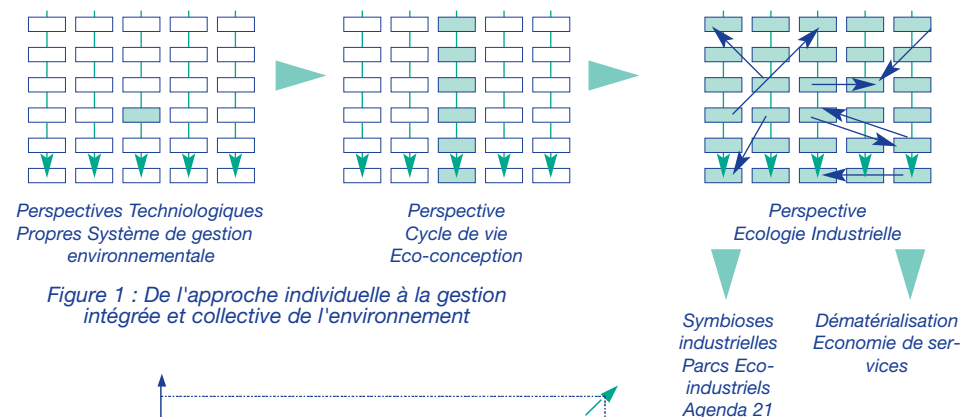 Perspectives Techniologiques
Propres Système de gestion
environnementale
Perspective
Cycle de vie
Eco-conception
Perspective
Ecologie Industrielle
Figure 1 : De l'approche individuelle à la gestion
intégrée et collective de l'environnement
Symbioses
industrielles
Parcs Eco-
industriels
Agenda 21
Dématérialisation
Economie de ser-
vices